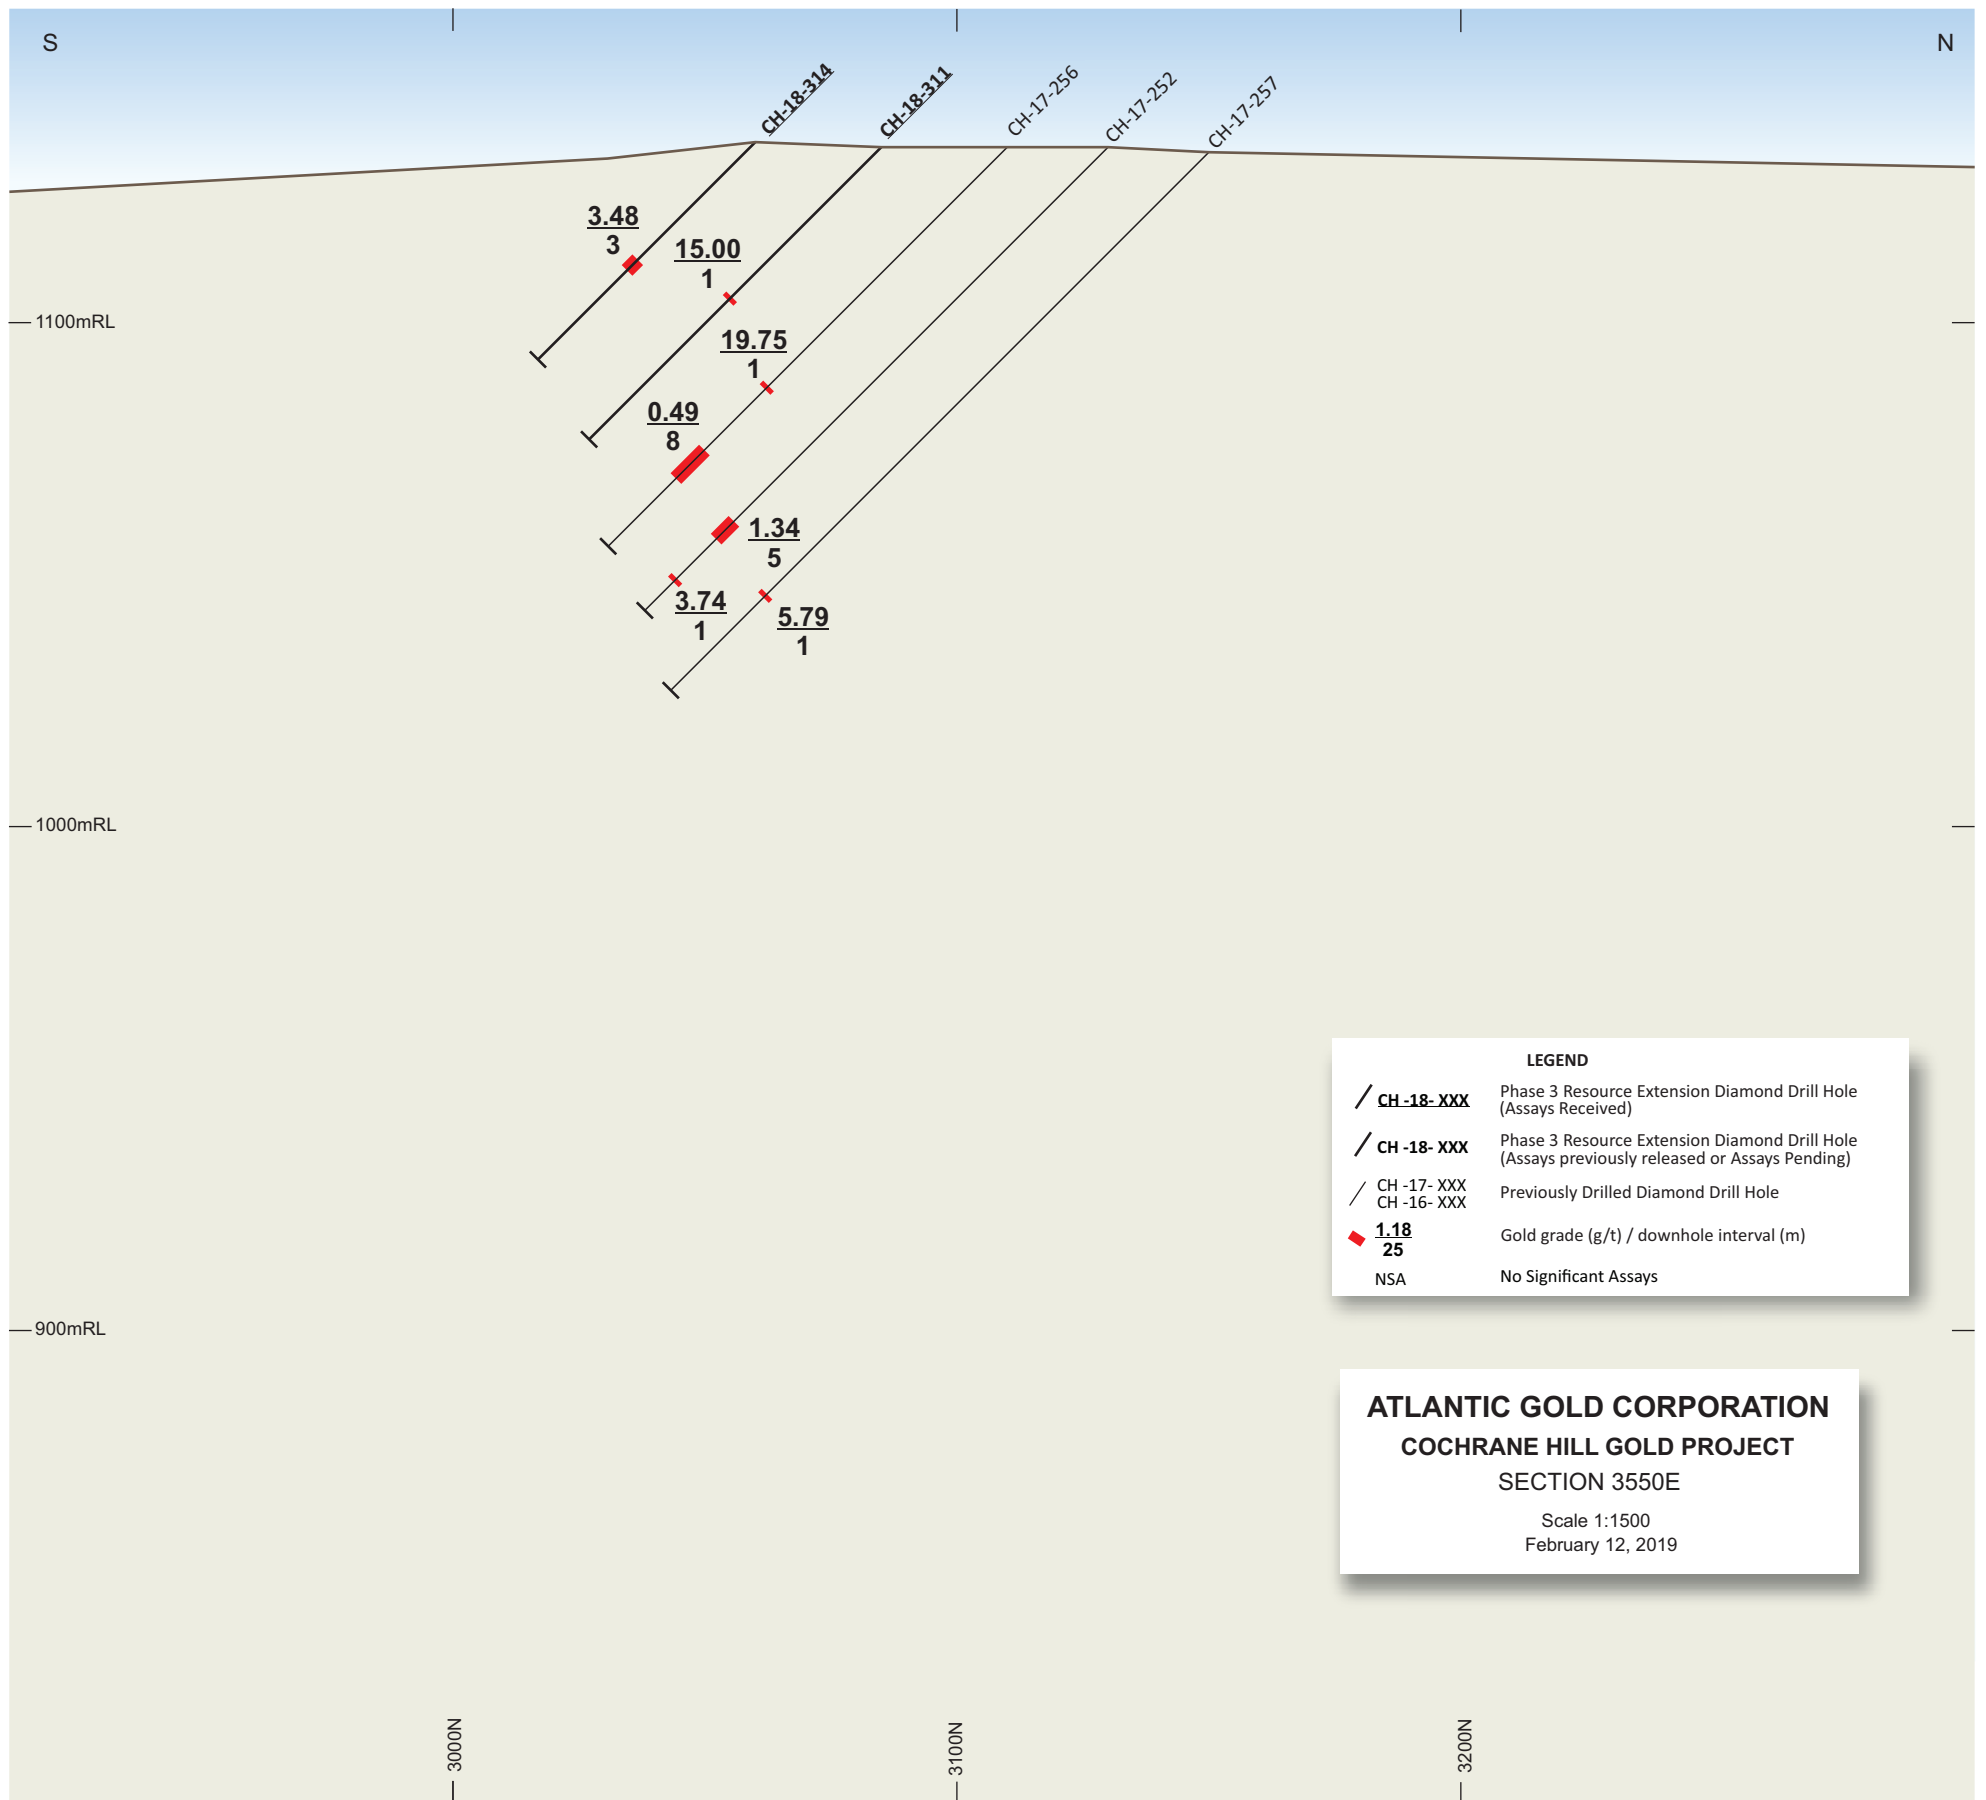 S
N
CH-18-314
CH-18-311
CH-17-256
CH-17-252
CH-17-257
3.48
3
15.00
1
1100mRL
19.75
1
0.49
8
1.34
5
3.74
1
5.79
1
1000mRL
LEGEND
CH -18- XXX
Phase 3 Resource Extension Diamond Drill Hole
(Assays Received)
CH -18- XXX
Phase 3 Resource Extension Diamond Drill Hole
(Assays previously released or Assays Pending)
CH -17- XXX
CH -16- XXX
Previously Drilled Diamond Drill Hole
1.18
25
Gold grade (g/t) / downhole interval (m)
NSA
No Significant Assays
900mRL
ATLANTIC GOLD CORPORATION
COCHRANE HILL GOLD PROJECT
SECTION 3550E
Scale 1:1500
February 12, 2019
3000N
3100N
3200N